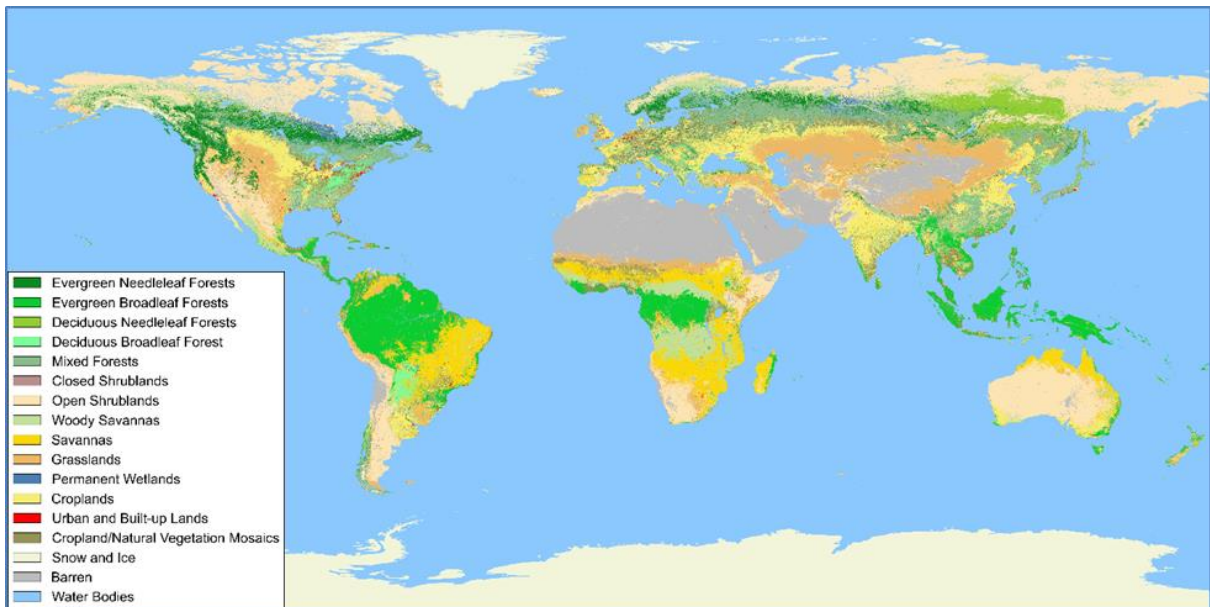 Evergreen Needleleaf Forests
Evergreen Broadleaf Forests
Deciduous Needleleaf Forests
Deciduous Broadleaf Forest
Mixed Forests
Closed Shrublands
Open Shrublands
Woody Savannas
Savannas
Grasslands
Permanent Wetlands
Croplands
Urban and Built-up Lands
Cropland/Natural Vegetation Mosaics
Snow and Ice
Barren
Water Bodies